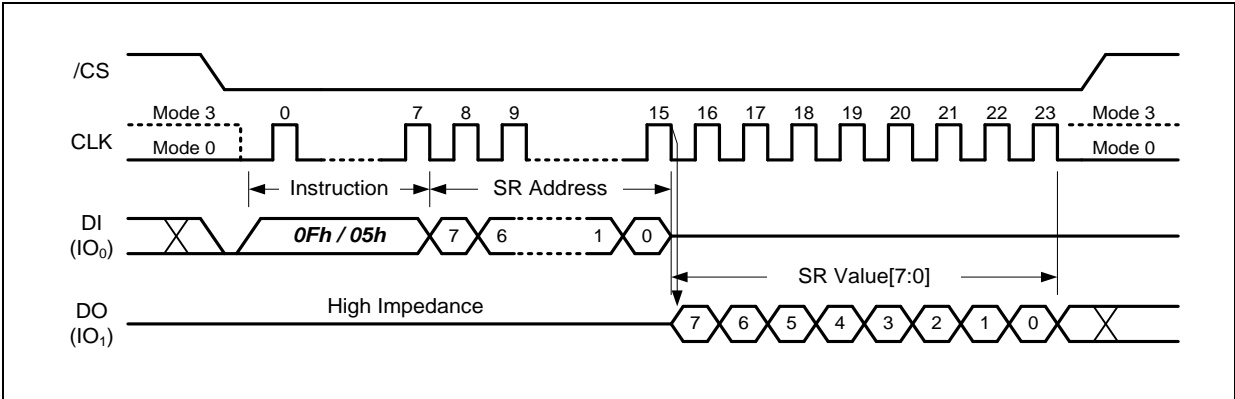 /CS
Mode 3 0 7 8 9 15 16 17 18 19 20 21 22 23 Mode 3
CLK
Mode 0 Mode 0
Instruction SR Address
DI
(IO₀)
0Fh / 05h 7 6 1 0
SR Value[7:0]
High Impedance
DO
(IO₁)
7 6 5 4 3 2 1 0